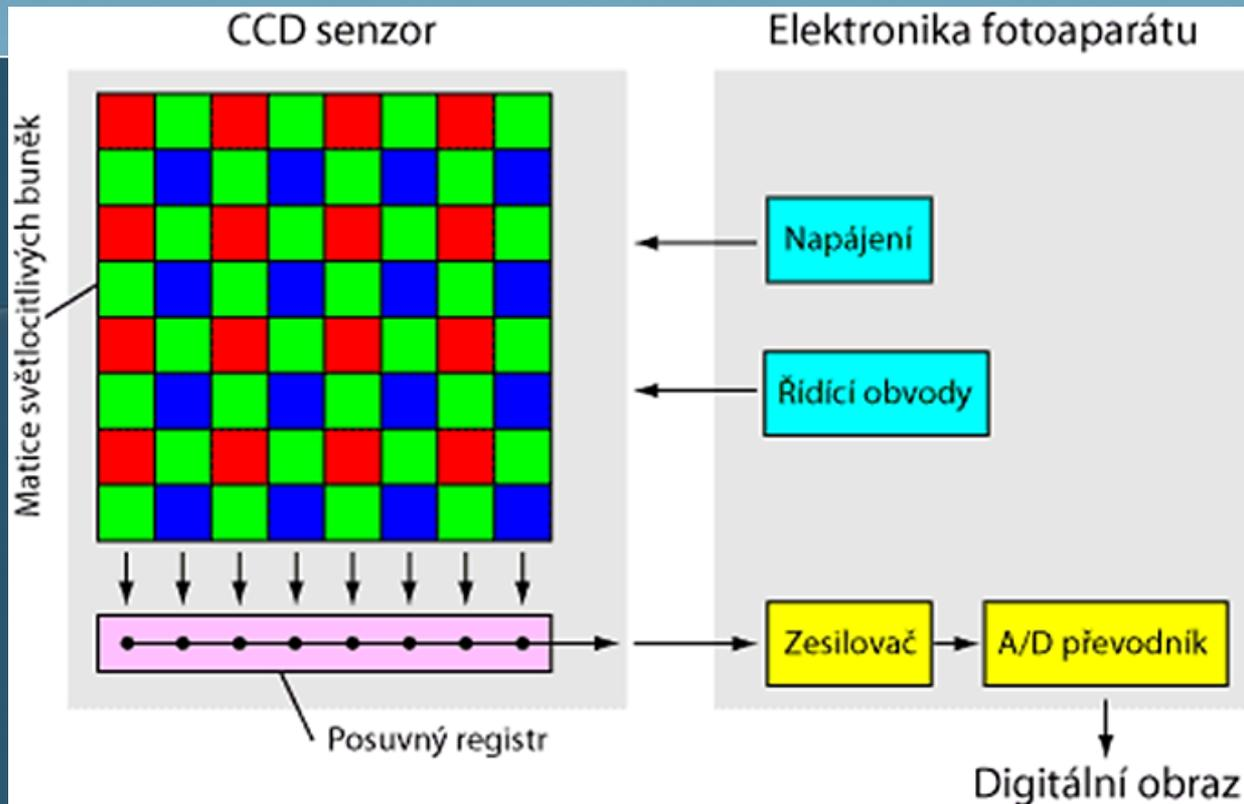 CCD senzor
Elektronika fotoaparátu
Matice světlocitlivých buněk
Napájení
Řídící obvody
Zesilovač
A/D převodník
Posuvný registr
Digitální obraz